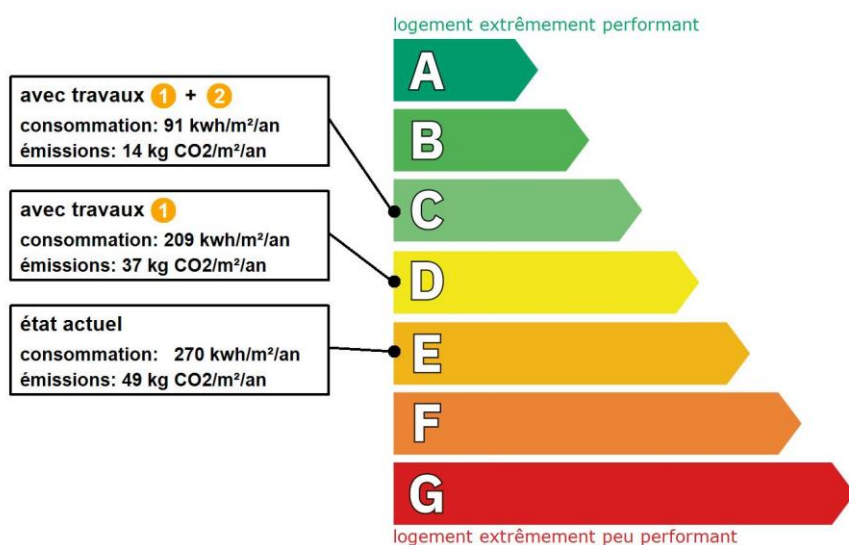 logement extrêmement performant
A
avec travaux 1 + 2
consommation: 91 kwh/m²/an
émissions: 14 kg CO2/m²/an
B
C
avec travaux 1
consommation: 209 kwh/m²/an
émissions: 37 kg CO2/m²/an
D
état actuel
consommation: 270 kwh/m²/an
émissions: 49 kg CO2/m²/an
E
F
G
logement extrêmement peu performant